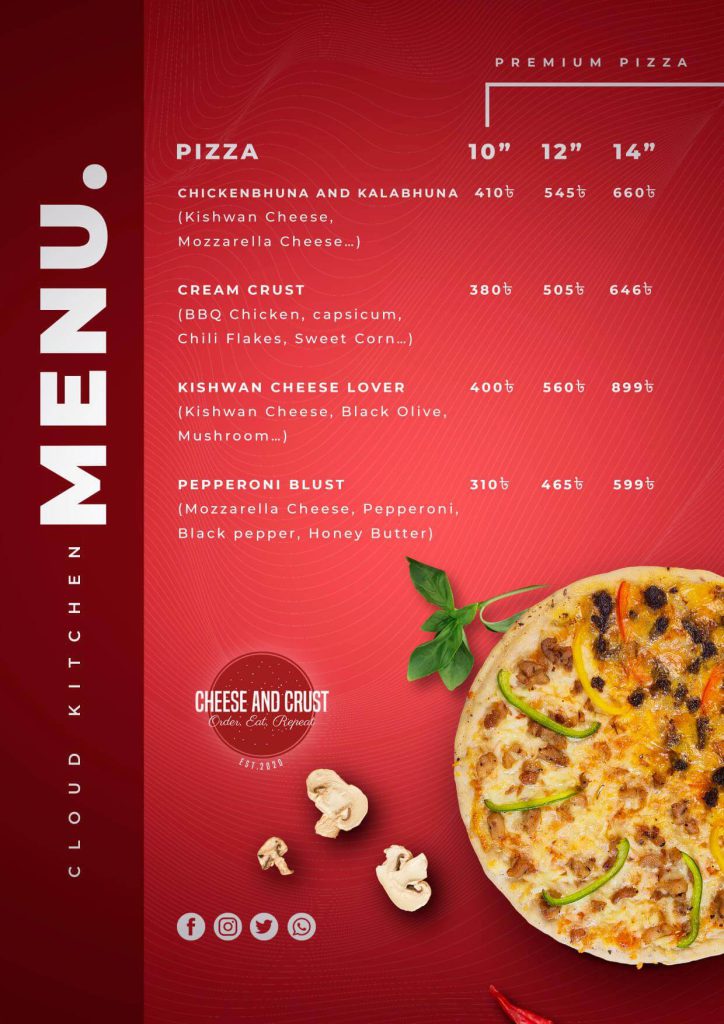 PREMIUM PIZZA
PIZZA 10” 12” 14”
CHICKENBHUNA AND KALABHUNA 410৳ 545৳ 660৳
(Kishwan Cheese,
Mozzarella Cheese…)
CREAM CRUST 380৳ 505৳ 646৳
(BBQ Chicken, capsicum,
Chili Flakes, Sweet Corn…)
KISHWAN CHEESE LOVER 400৳ 560৳ 899৳
(Kishwan Cheese, Black Olive,
Mushroom…)
PEPPERONI BLUST 310৳ 465৳ 599৳
(Mozzarella Cheese, Pepperoni,
Black pepper, Honey Butter)
MENU.
CLOUD KITCHEN
CHEESE AND CRUST
Order, Eat, Repeat
EST.2020